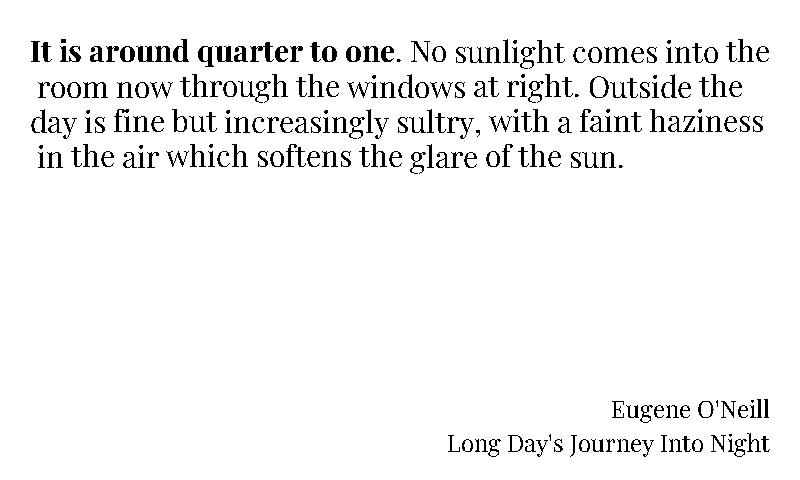 It is around quarter to one. No sunlight comes into the
room now through the windows at right. Outside the
day is fine but increasingly sultry, with a faint haziness
in the air which softens the glare of the sun.
Eugene O'Neill
Long Day's Journey Into Night